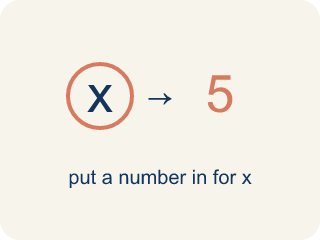 x → 5
put a number in for x